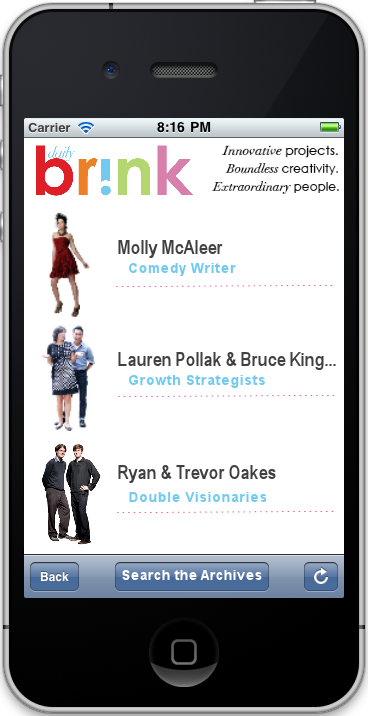 Carrier 8:16 PM
daily
brink
Innovative projects.
Boundless creativity.
Extraordinary people.
Molly McAleer
Comedy Writer
Lauren Pollak & Bruce King...
Growth Strategists
Ryan & Trevor Oakes
Double Visionaries
Back Search the Archives